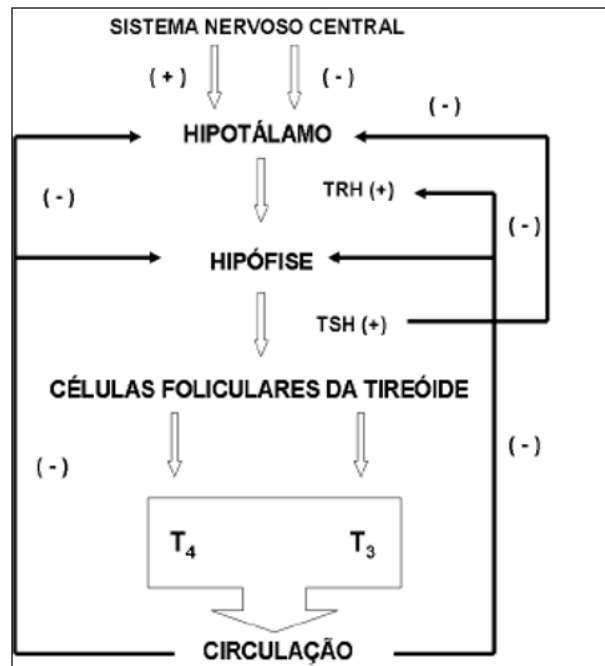 SISTEMA NERVOSO CENTRAL
( + )
( - )
( - )
HIPOTÁLAMO
( - )
TRH (+)
( - )
HIPÓFISE
TSH (+)
CÉLULAS FOLICULARES DA TIREÓIDE
( - )
( - )
T4
T3
CIRCULAÇÃO